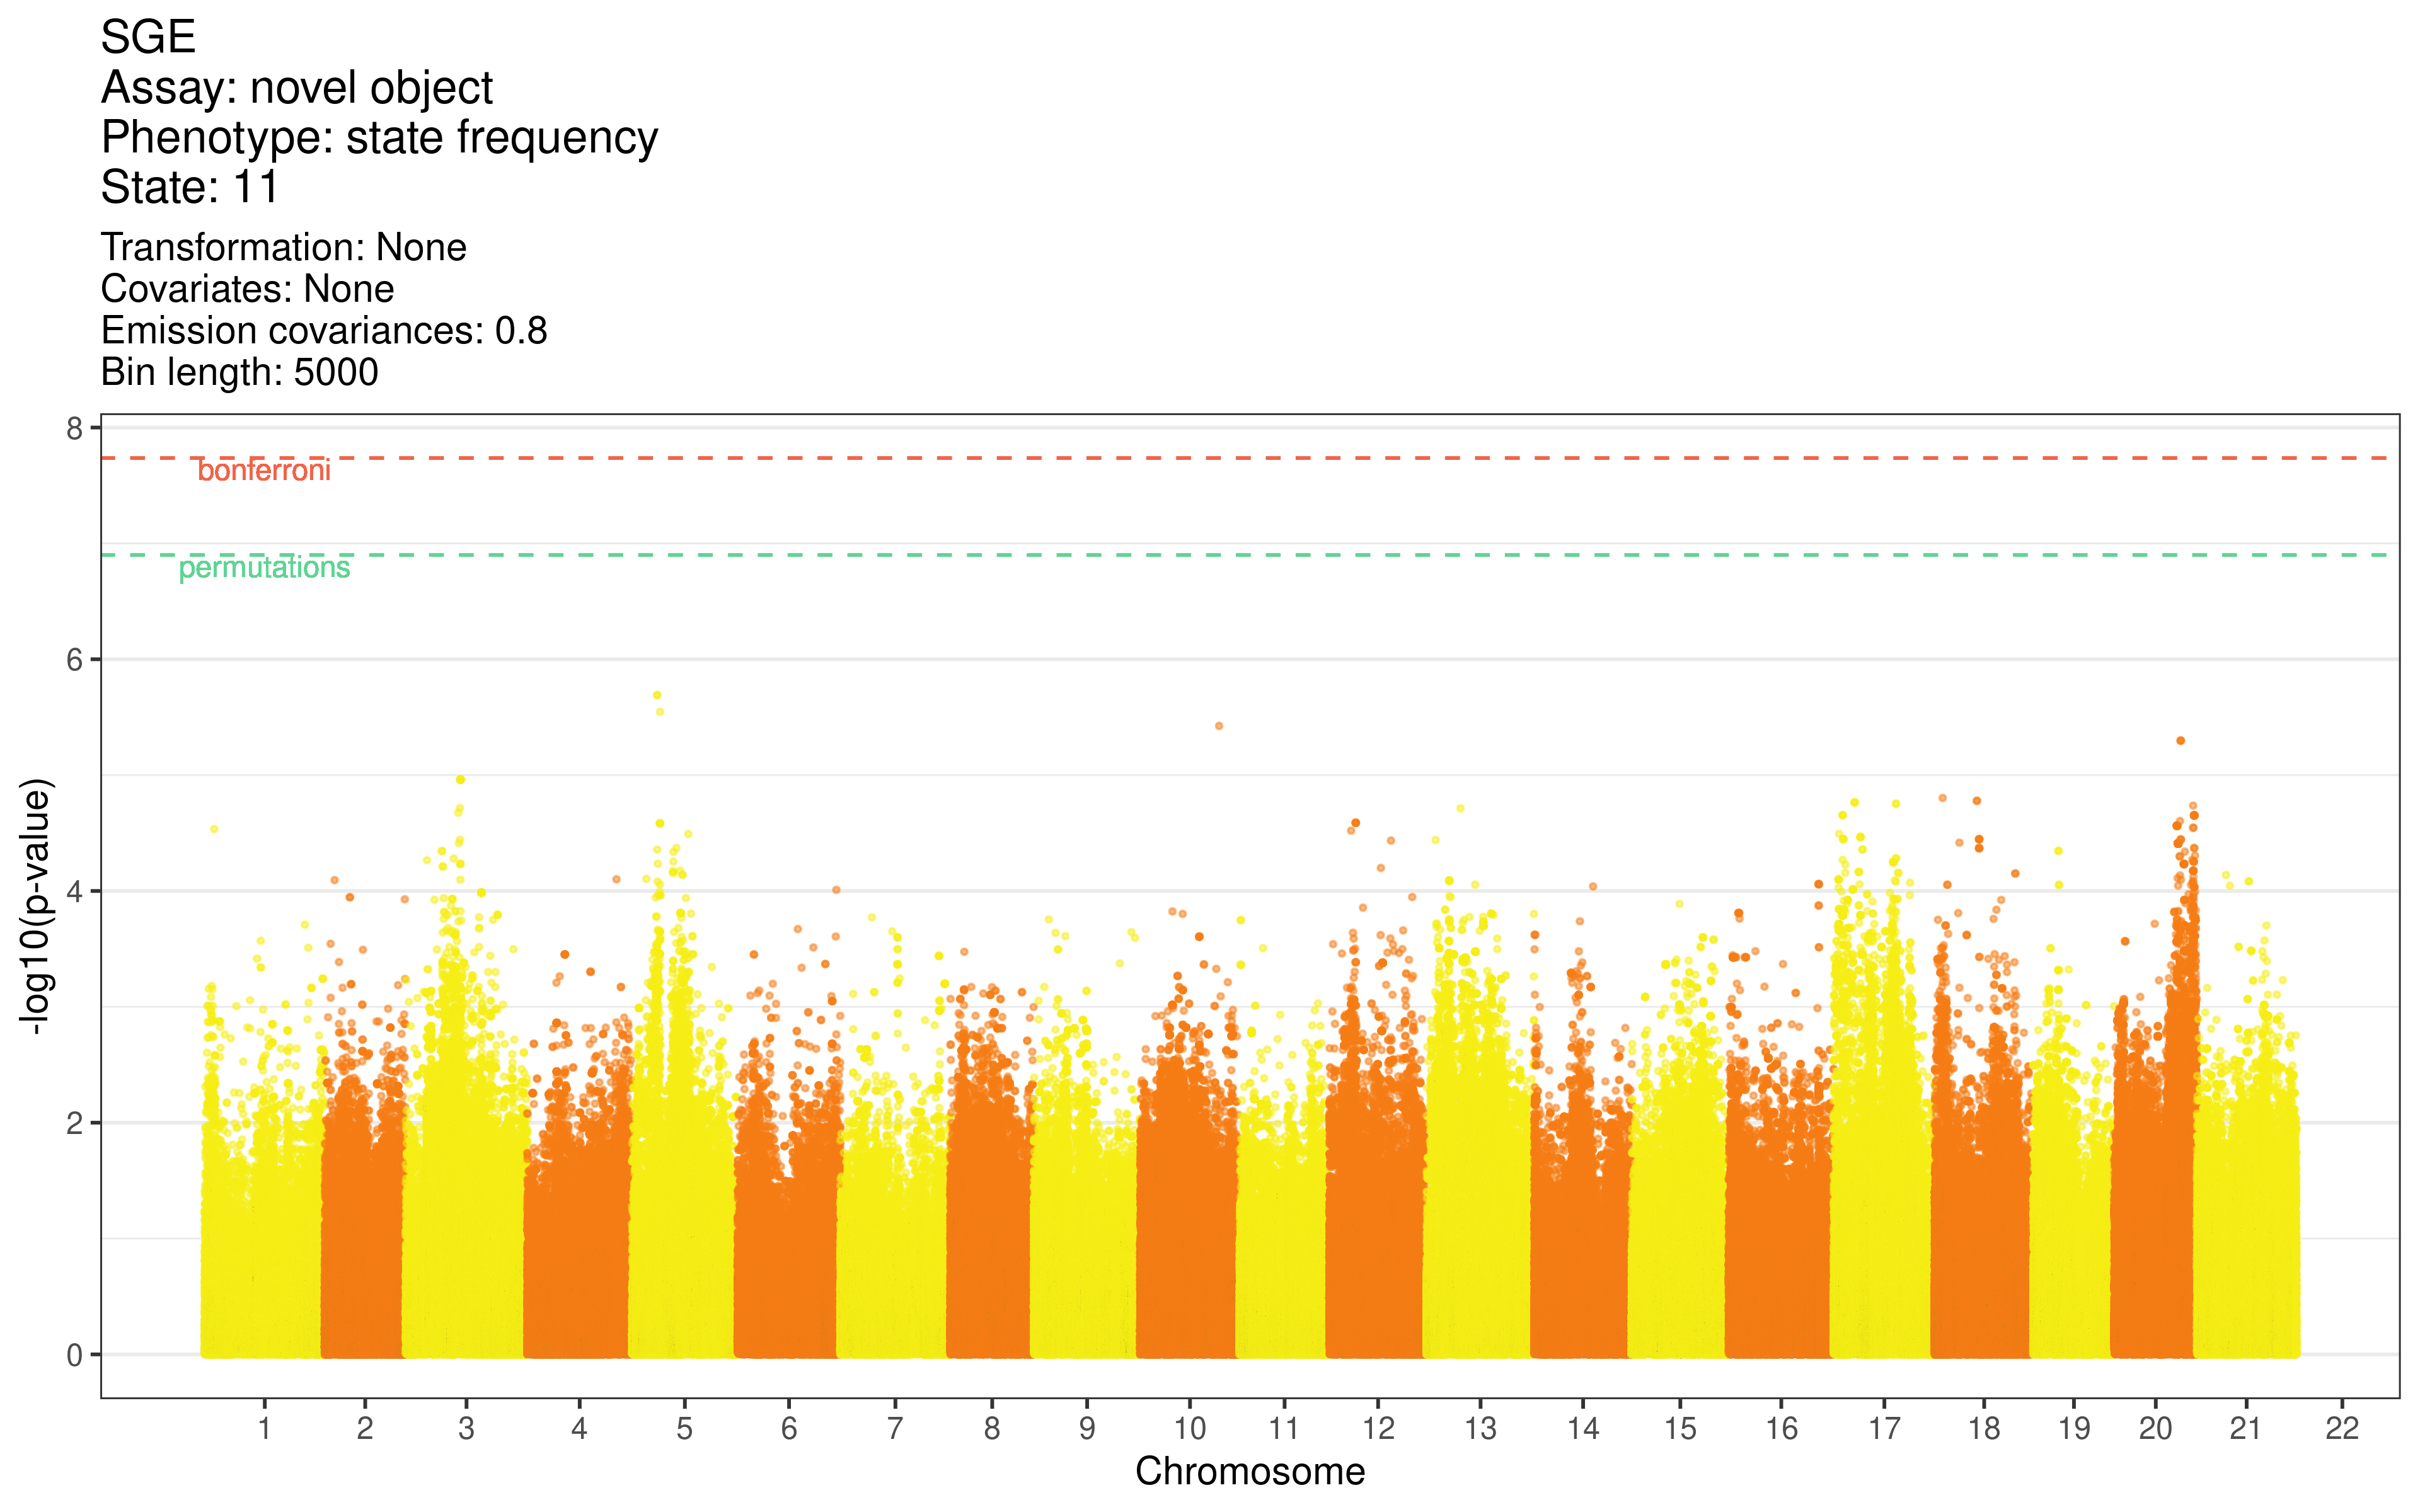 SGE
Assay: novel object
Phenotype: state frequency
State: 11
Transformation: None
Covariates: None
Emission covariances: 0.8
Bin length: 5000
8
bonferroni
permutations
6
4
2
0
-log10(p-value)
1 2 3 4 5 6 7 8 9 10 11 12 13 14 15 16 17 18 19 20 21 22
Chromosome